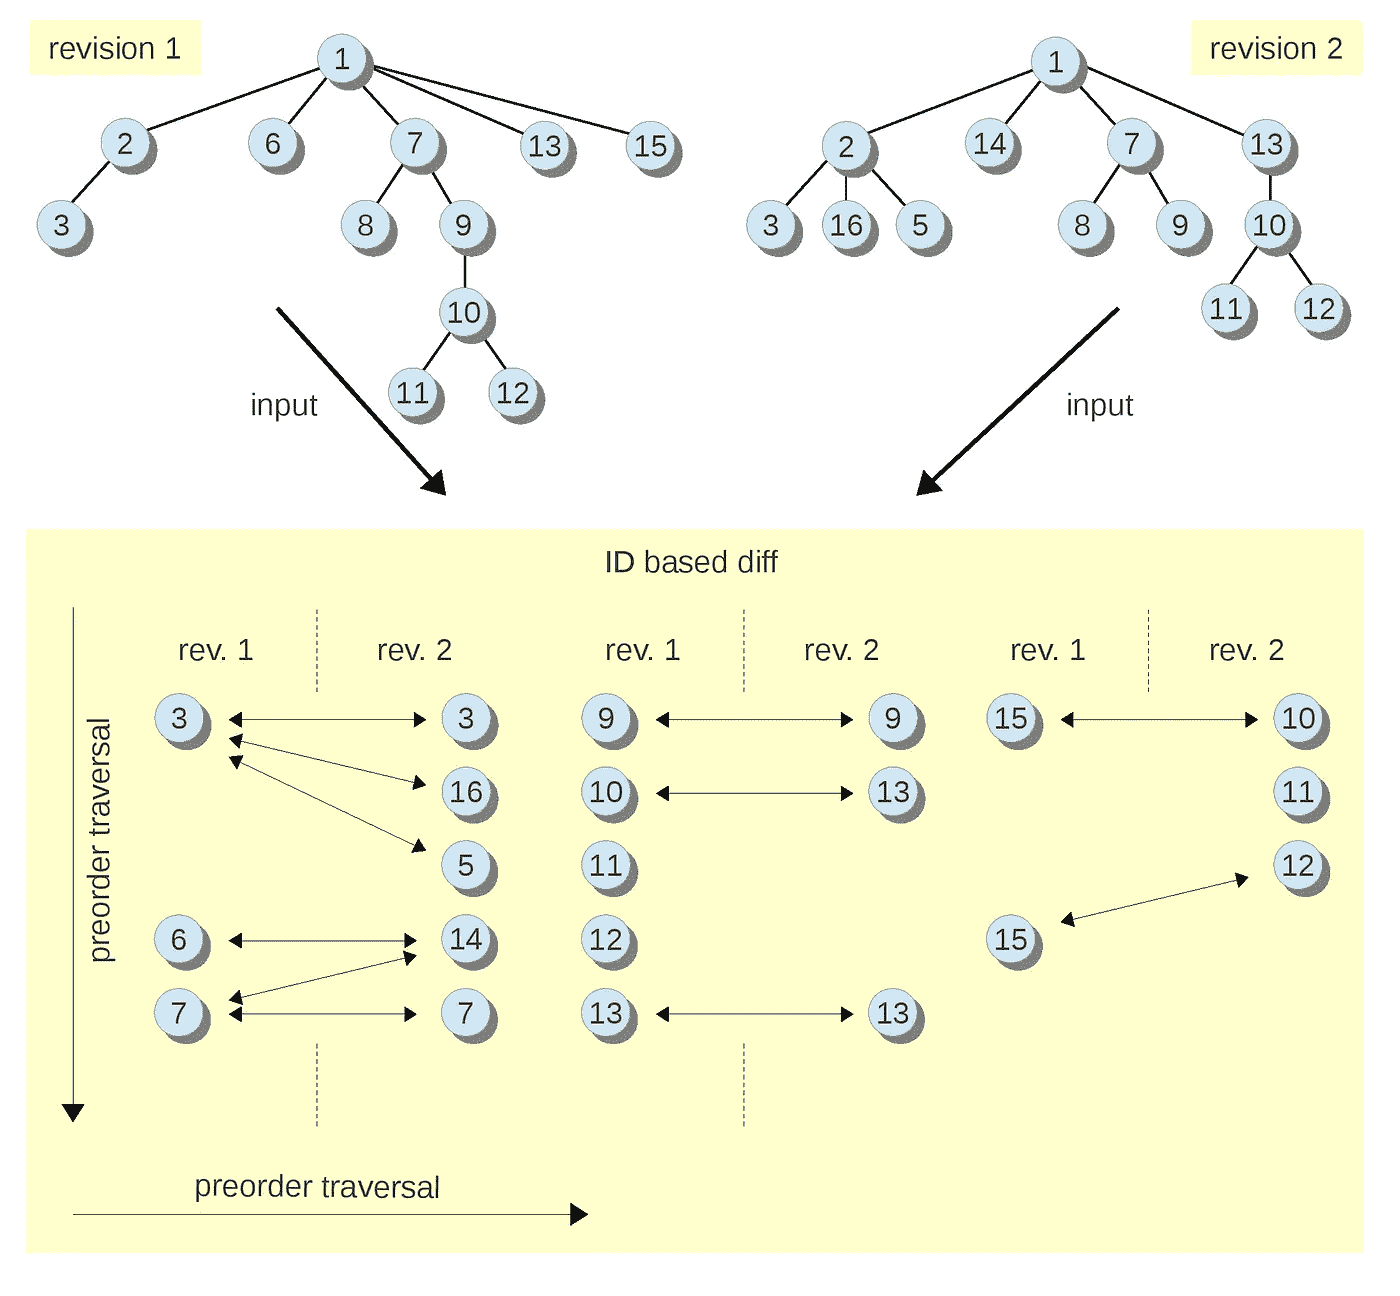 revision 1
revision 2
1
1
2 6 7 13 15
2 14 7 13
3 8 9
3 16 5 8 9 10
10
11 12
11 12
input
input
ID based diff
rev. 1 rev. 2 rev. 1 rev. 2 rev. 1 rev. 2
3 3 9 9 15 10
16 10 13 11
5 11 12
6 14 12 15
7 7 13 13
preorder traversal
preorder traversal